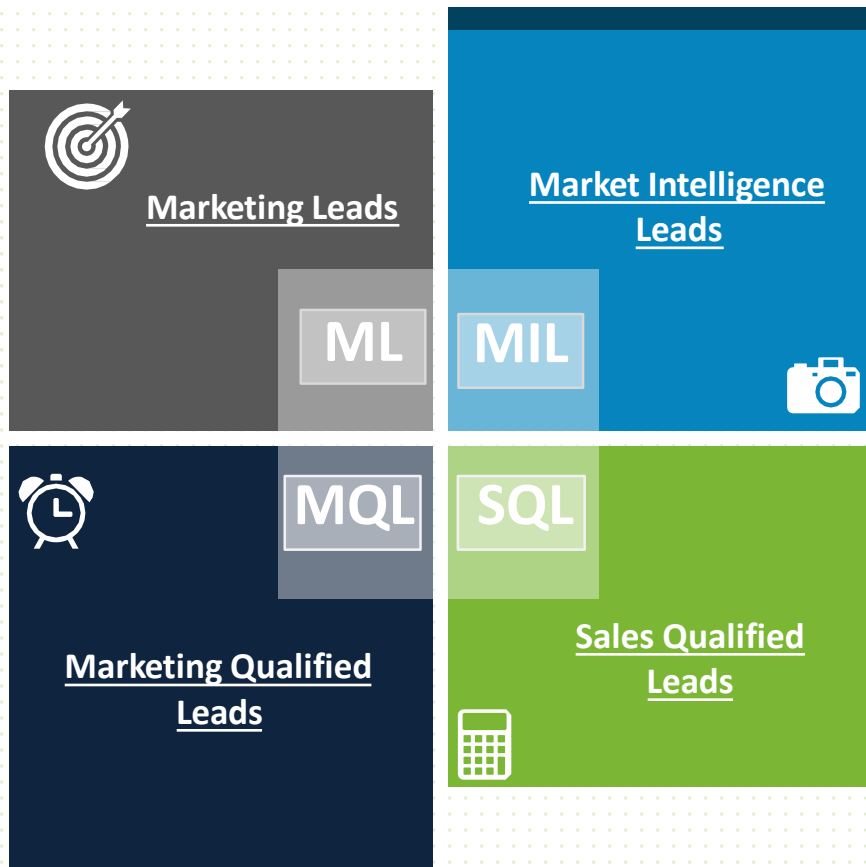 Marketing Leads
ML
Market Intelligence
Leads
MIL
MQL
Marketing Qualified
Leads
SQL
Sales Qualified
Leads